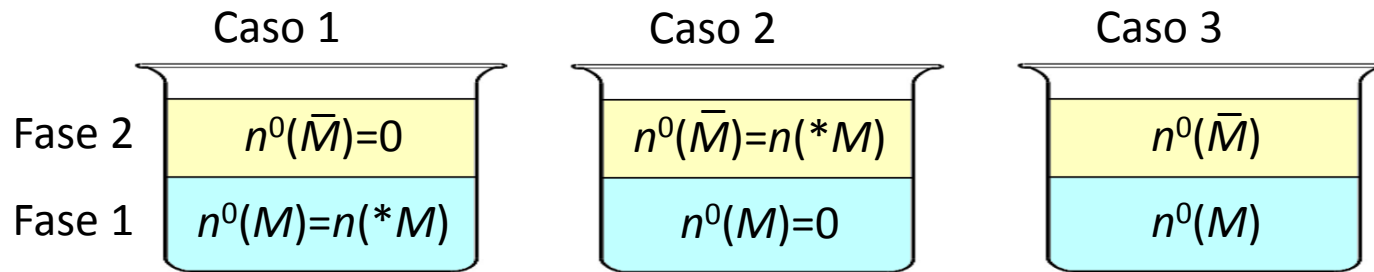 Caso 1 Caso 2 Caso 3
Fase 2 n⁰(M̅)=0 n⁰(M̅)=n(*M) n⁰(M̅)
Fase 1 n⁰(M)=n(*M) n⁰(M)=0 n⁰(M)